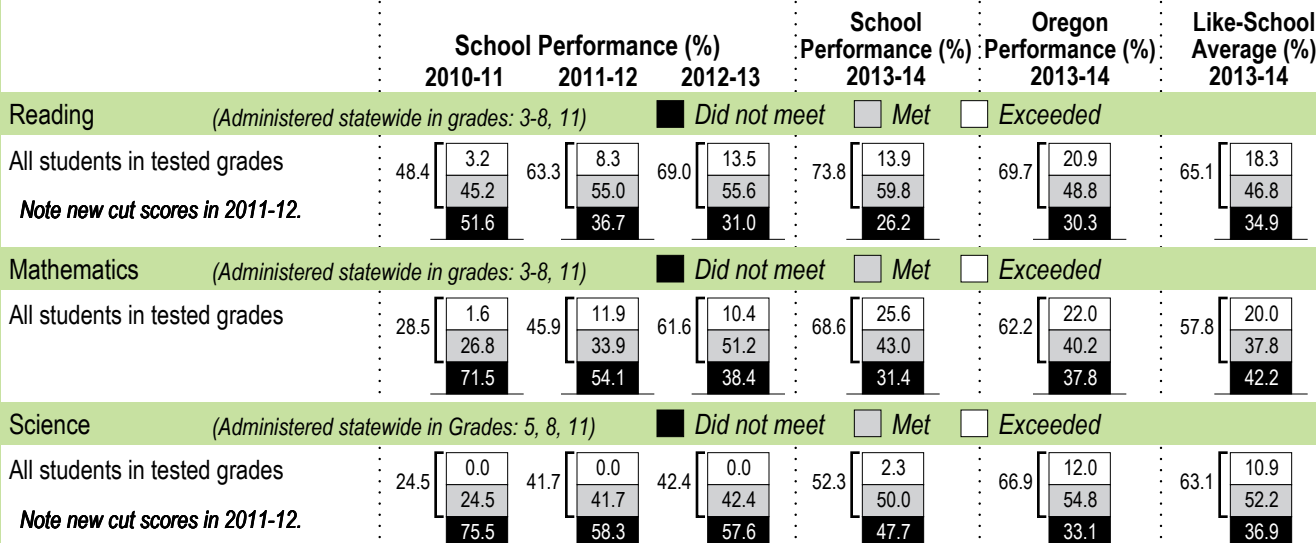 School Performance (%)
2010-11 2011-12 2012-13
School
Performance (%)
2013-14
Oregon
Performance (%)
2013-14
Like-School
Average (%)
2013-14
Reading (Administered statewide in grades: 3-8, 11) Did not meet Met Exceeded
All students in tested grades
Note new cut scores in 2011-12.
48.4 3.2 63.3 8.3 69.0 13.5 73.8 13.9 69.7 20.9 65.1 18.3
45.2 55.0 55.6 59.8 48.8 46.8
51.6 36.7 31.0 26.2 30.3 34.9
Mathematics (Administered statewide in grades: 3-8, 11) Did not meet Met Exceeded
All students in tested grades
28.5 1.6 45.9 11.9 61.6 10.4 68.6 25.6 62.2 22.0 57.8 20.0
26.8 33.9 51.2 43.0 40.2 37.8
71.5 54.1 38.4 31.4 37.8 42.2
Science (Administered statewide in Grades: 5, 8, 11) Did not meet Met Exceeded
All students in tested grades
Note new cut scores in 2011-12.
24.5 0.0 41.7 0.0 42.4 0.0 52.3 2.3 66.9 12.0 63.1 10.9
24.5 41.7 42.4 50.0 54.8 52.2
75.5 58.3 57.6 47.7 33.1 36.9